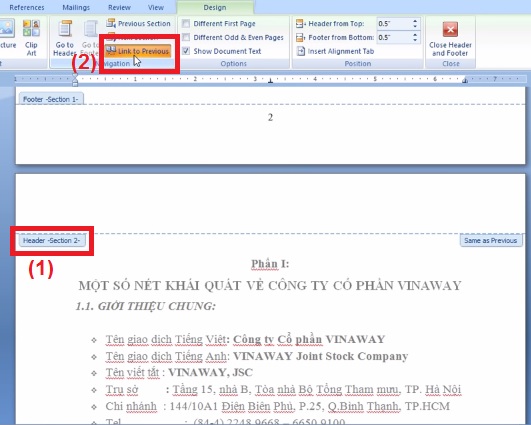 References Mailings Review View Design
Previous Section
Different First Page
Header from Top: 0.5"
Different Odd & Even Pages
Footer from Bottom: 0.5"
Clip Art
Go to Header
Go to
(2)
Link to Previous
Show Document Text
Insert Alignment Tab
Close Header and Footer
Navigation Options Position Close
Footer -Section 1-
2
Header -Section 2-
Same as Previous
(1)
Phần I:
MỘT SỐ NÉT KHÁI QUÁT VỀ CÔNG TY CỔ PHẦN VINAWAY
1.1. GIỚI THIỆU CHUNG:
❖ Tên giao dịch Tiếng Việt: Công ty Cổ phần VINAWAY
❖ Tên giao dịch Tiếng Anh: VINAWAY Joint Stock Company
❖ Tên viết tắt : VINAWAY, JSC
❖ Trụ sở : Tầng 15, nhà B, Tòa nhà Bộ Tổng Tham mưu, TP. Hà Nội
❖ Chi nhánh : 144/10A1 Điện Biên Phủ, P.25, Q.Bình Thạnh, TP.HCM
❖ Tel : (84-4) 2248 9668 – 6650 9100